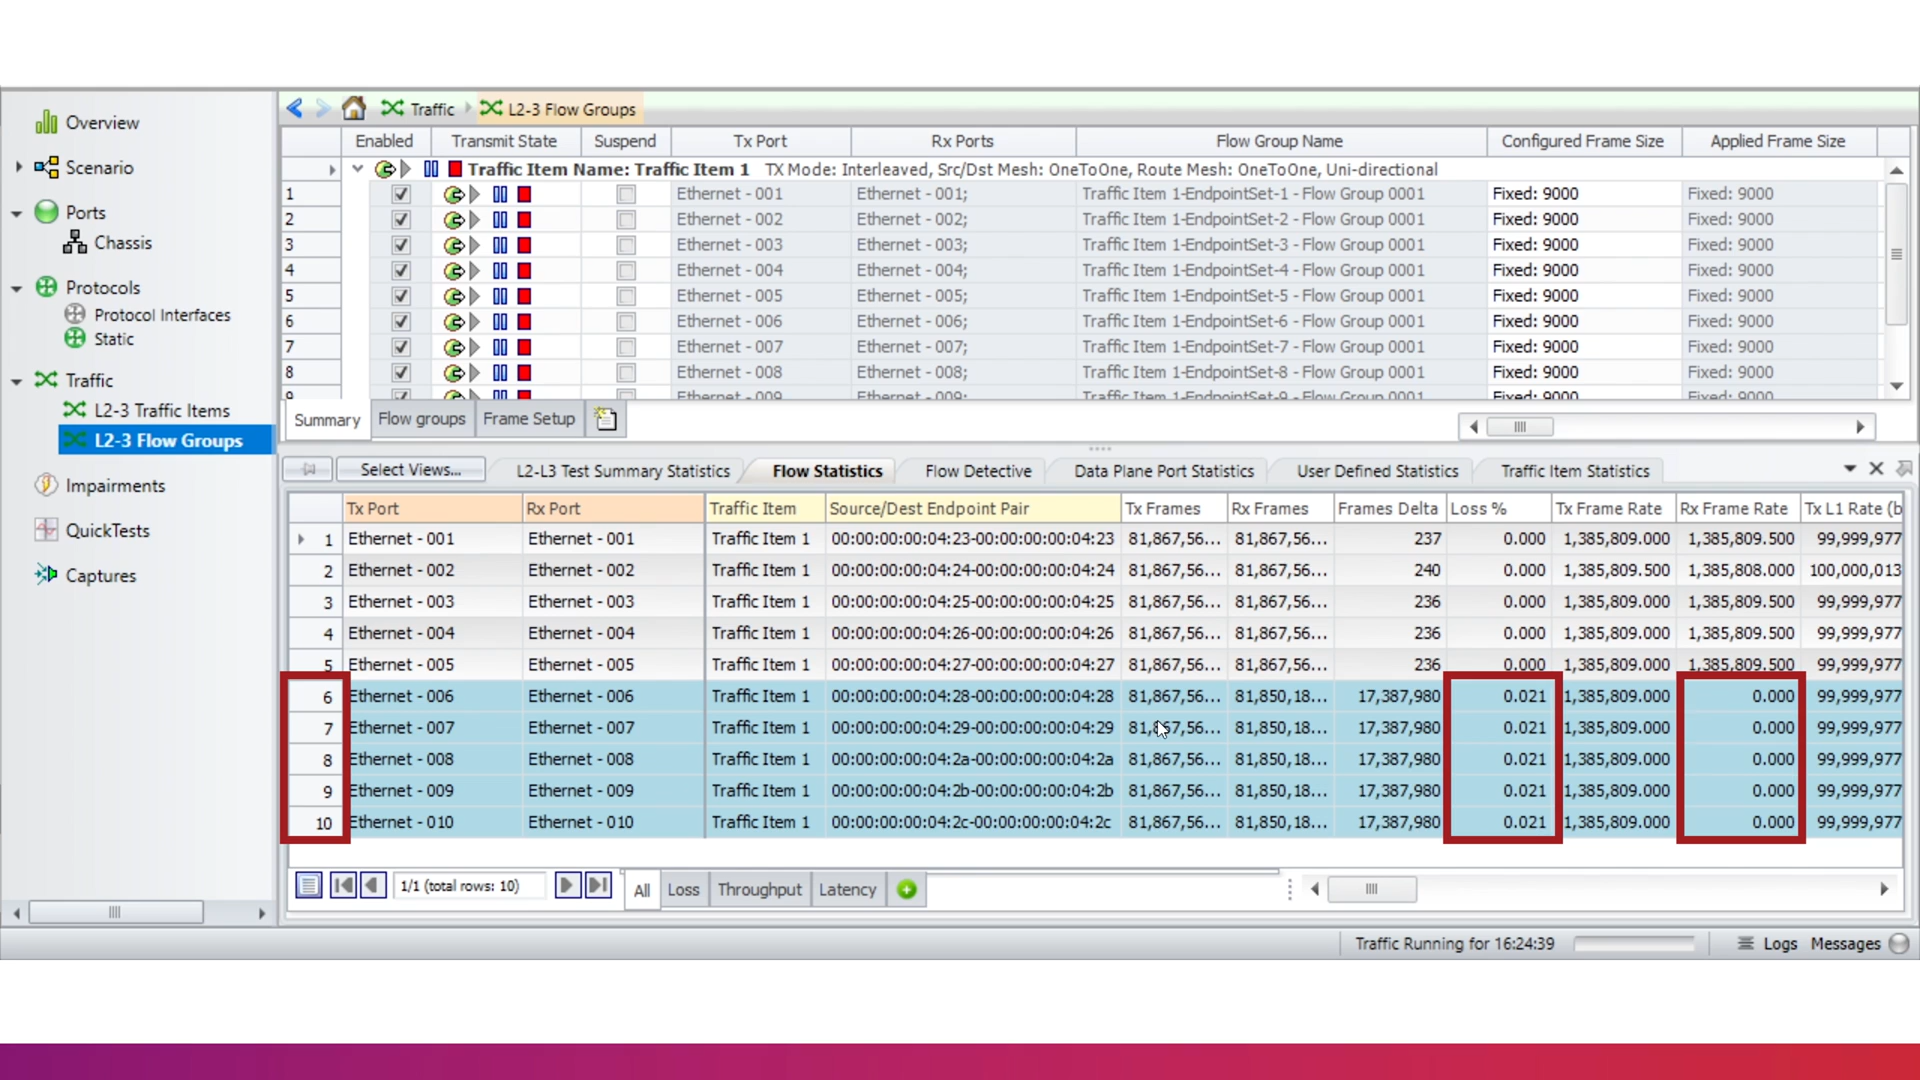 Overview
Scenario
Ports
Chassis
Protocols
Protocol Interfaces
Static
Traffic
L2-3 Traffic Items
L2-3 Flow Groups
Impairments
QuickTests
Captures
Traffic L2-3 Flow Groups
Enabled Transmit State Suspend Tx Port Rx Ports Flow Group Name Configured Frame Size Applied Frame Size
Traffic Item Name: Traffic Item 1 TX Mode: Interleaved, Src/Dst Mesh: OneToOne, Route Mesh: OneToOne, Uni-directional
1 Ethernet - 001 Ethernet - 001; Traffic Item 1-EndpointSet-1 - Flow Group 0001 Fixed: 9000 Fixed: 9000
2 Ethernet - 002 Ethernet - 002; Traffic Item 1-EndpointSet-2 - Flow Group 0001 Fixed: 9000 Fixed: 9000
3 Ethernet - 003 Ethernet - 003; Traffic Item 1-EndpointSet-3 - Flow Group 0001 Fixed: 9000 Fixed: 9000
4 Ethernet - 004 Ethernet - 004; Traffic Item 1-EndpointSet-4 - Flow Group 0001 Fixed: 9000 Fixed: 9000
5 Ethernet - 005 Ethernet - 005; Traffic Item 1-EndpointSet-5 - Flow Group 0001 Fixed: 9000 Fixed: 9000
6 Ethernet - 006 Ethernet - 006; Traffic Item 1-EndpointSet-6 - Flow Group 0001 Fixed: 9000 Fixed: 9000
7 Ethernet - 007 Ethernet - 007; Traffic Item 1-EndpointSet-7 - Flow Group 0001 Fixed: 9000 Fixed: 9000
8 Ethernet - 008 Ethernet - 008; Traffic Item 1-EndpointSet-8 - Flow Group 0001 Fixed: 9000 Fixed: 9000
9 Ethernet - 009 Ethernet - 009; Traffic Item 1-EndpointSet-9 - Flow Group 0001 Fixed: 9000 Fixed: 9000
Summary Flow groups Frame Setup
Select Views... L2-L3 Test Summary Statistics Flow Statistics Flow Detective Data Plane Port Statistics User Defined Statistics Traffic Item Statistics
Tx Port Rx Port Traffic Item Source/Dest Endpoint Pair Tx Frames Rx Frames Frames Delta Loss % Tx Frame Rate Rx Frame Rate Tx L1 Rate (b
1 Ethernet - 001 Ethernet - 001 Traffic Item 1 00:00:00:00:04:23-00:00:00:00:04:23 81,867,56... 81,867,56... 237 0.000 1,385,809.000 1,385,809.500 99,999,977
2 Ethernet - 002 Ethernet - 002 Traffic Item 1 00:00:00:00:04:24-00:00:00:00:04:24 81,867,56... 81,867,56... 240 0.000 1,385,809.500 1,385,808.000 100,000,013
3 Ethernet - 003 Ethernet - 003 Traffic Item 1 00:00:00:00:04:25-00:00:00:00:04:25 81,867,56... 81,867,56... 236 0.000 1,385,809.000 1,385,809.500 99,999,977
4 Ethernet - 004 Ethernet - 004 Traffic Item 1 00:00:00:00:04:26-00:00:00:00:04:26 81,867,56... 81,867,56... 236 0.000 1,385,809.000 1,385,809.500 99,999,977
5 Ethernet - 005 Ethernet - 005 Traffic Item 1 00:00:00:00:04:27-00:00:00:00:04:27 81,867,56... 81,867,56... 236 0.000 1,385,809.000 1,385,809.500 99,999,977
6 Ethernet - 006 Ethernet - 006 Traffic Item 1 00:00:00:00:04:28-00:00:00:00:04:28 81,867,56... 81,850,18... 17,387,980 0.021 1,385,809.000 0.000 99,999,977
7 Ethernet - 007 Ethernet - 007 Traffic Item 1 00:00:00:00:04:29-00:00:00:00:04:29 81,867,56... 81,850,18... 17,387,980 0.021 1,385,809.000 0.000 99,999,977
8 Ethernet - 008 Ethernet - 008 Traffic Item 1 00:00:00:00:04:2a-00:00:00:00:04:2a 81,867,56... 81,850,18... 17,387,980 0.021 1,385,809.000 0.000 99,999,977
9 Ethernet - 009 Ethernet - 009 Traffic Item 1 00:00:00:00:04:2b-00:00:00:00:04:2b 81,867,56... 81,850,18... 17,387,980 0.021 1,385,809.000 0.000 99,999,977
10 Ethernet - 010 Ethernet - 010 Traffic Item 1 00:00:00:00:04:2c-00:00:00:00:04:2c 81,867,56... 81,850,18... 17,387,980 0.021 1,385,809.000 0.000 99,999,977
1/1 (total rows: 10) All Loss Throughput Latency
Traffic Running for 16:24:39 Logs Messages